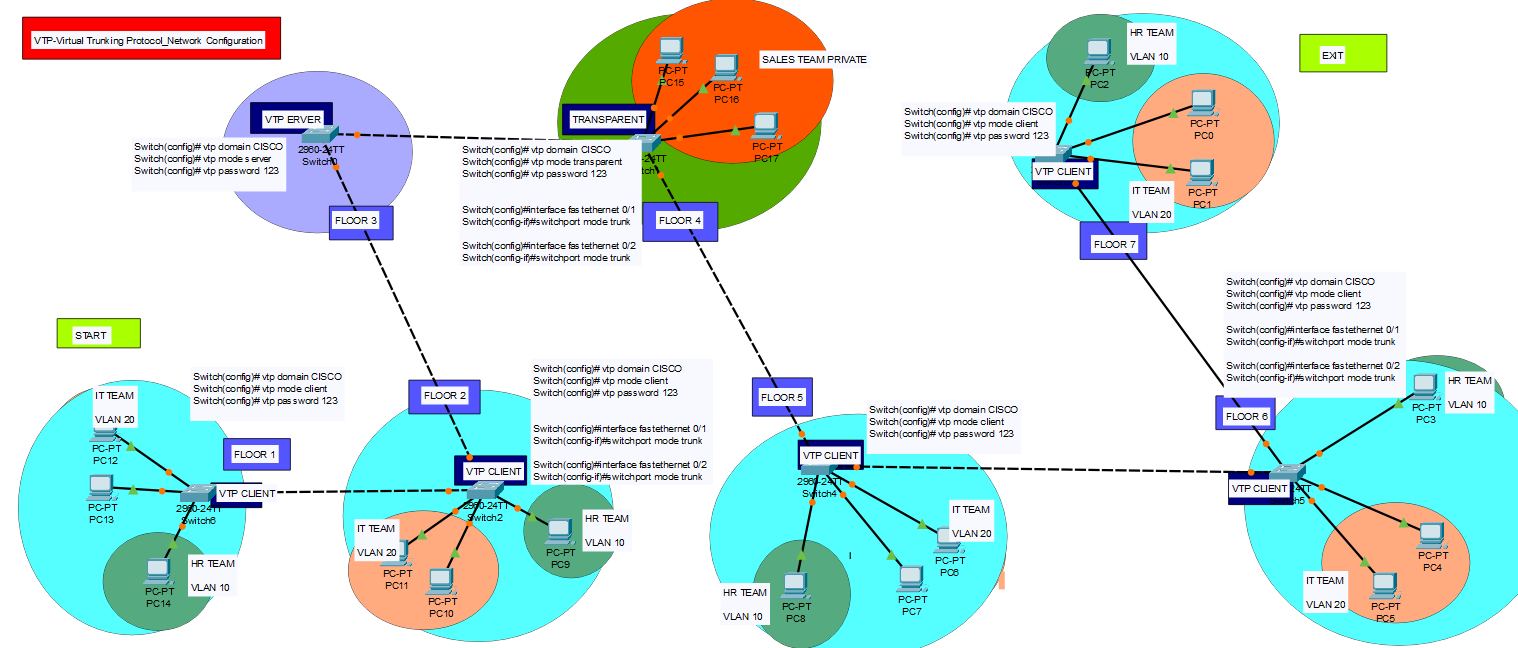 VTP-Virtual Trunking Protocol_Network Configuration
VTP ERVER
2960-24TT
Switch0
Switch(config)# vtp domain CISCO
Switch(config)# vtp mode server
Switch(config)# vtp password 123
FLOOR 3
TRANSPARENT
Switch(config)# vtp domain CISCO
Switch(config)# vtp mode transparent
Switch(config)# vtp password 123
Switch(config)#interface fastethernet 0/1
Switch(config-if)#switchport mode trunk
Switch(config)#interface fastethernet 0/2
Switch(config-if)#switchport mode trunk
FLOOR 4
PC-PT
PC15
PC-PT
PC16
PC-PT
PC17
SALES TEAM PRIVATE
Switch(config)# vtp domain CISCO
Switch(config)# vtp mode client
Switch(config)# vtp password 123
HR TEAM
VLAN 10
PC-PT
PC2
PC-PT
PC0
PC-PT
PC1
VTP CLIENT
IT TEAM
VLAN 20
FLOOR 7
EXIT
START
IT TEAM
VLAN 20
PC-PT
PC12
PC-PT
PC13
PC-PT
PC14
HR TEAM
VLAN 10
2960-24TT
Switch6
VTP CLIENT
FLOOR 1
Switch(config)# vtp domain CISCO
Switch(config)# vtp mode client
Switch(config)# vtp password 123
FLOOR 2
Switch(config)# vtp domain CISCO
Switch(config)# vtp mode client
Switch(config)# vtp password 123
Switch(config)#interface fastethernet 0/1
Switch(config-if)#switchport mode trunk
Switch(config)#interface fastethernet 0/2
Switch(config-if)#switchport mode trunk
VTP CLIENT
2960-24TT
Switch2
IT TEAM
VLAN 20
PC-PT
PC11
PC-PT
PC10
PC-PT
PC9
HR TEAM
VLAN 10
FLOOR 5
Switch(config)# vtp domain CISCO
Switch(config)# vtp mode client
Switch(config)# vtp password 123
VTP CLIENT
2960-24TT
Switch4
IT TEAM
VLAN 20
PC-PT
PC6
PC-PT
PC7
HR TEAM
VLAN 10
PC-PT
PC8
Switch(config)# vtp domain CISCO
Switch(config)# vtp mode client
Switch(config)# vtp password 123
Switch(config)#interface fastethernet 0/1
Switch(config-if)#switchport mode trunk
Switch(config)#interface fastethernet 0/2
Switch(config-if)#switchport mode trunk
FLOOR 6
HR TEAM
VLAN 10
PC-PT
PC3
VTP CLIENT
PC-PT
PC4
PC-PT
PC5
IT TEAM
VLAN 20